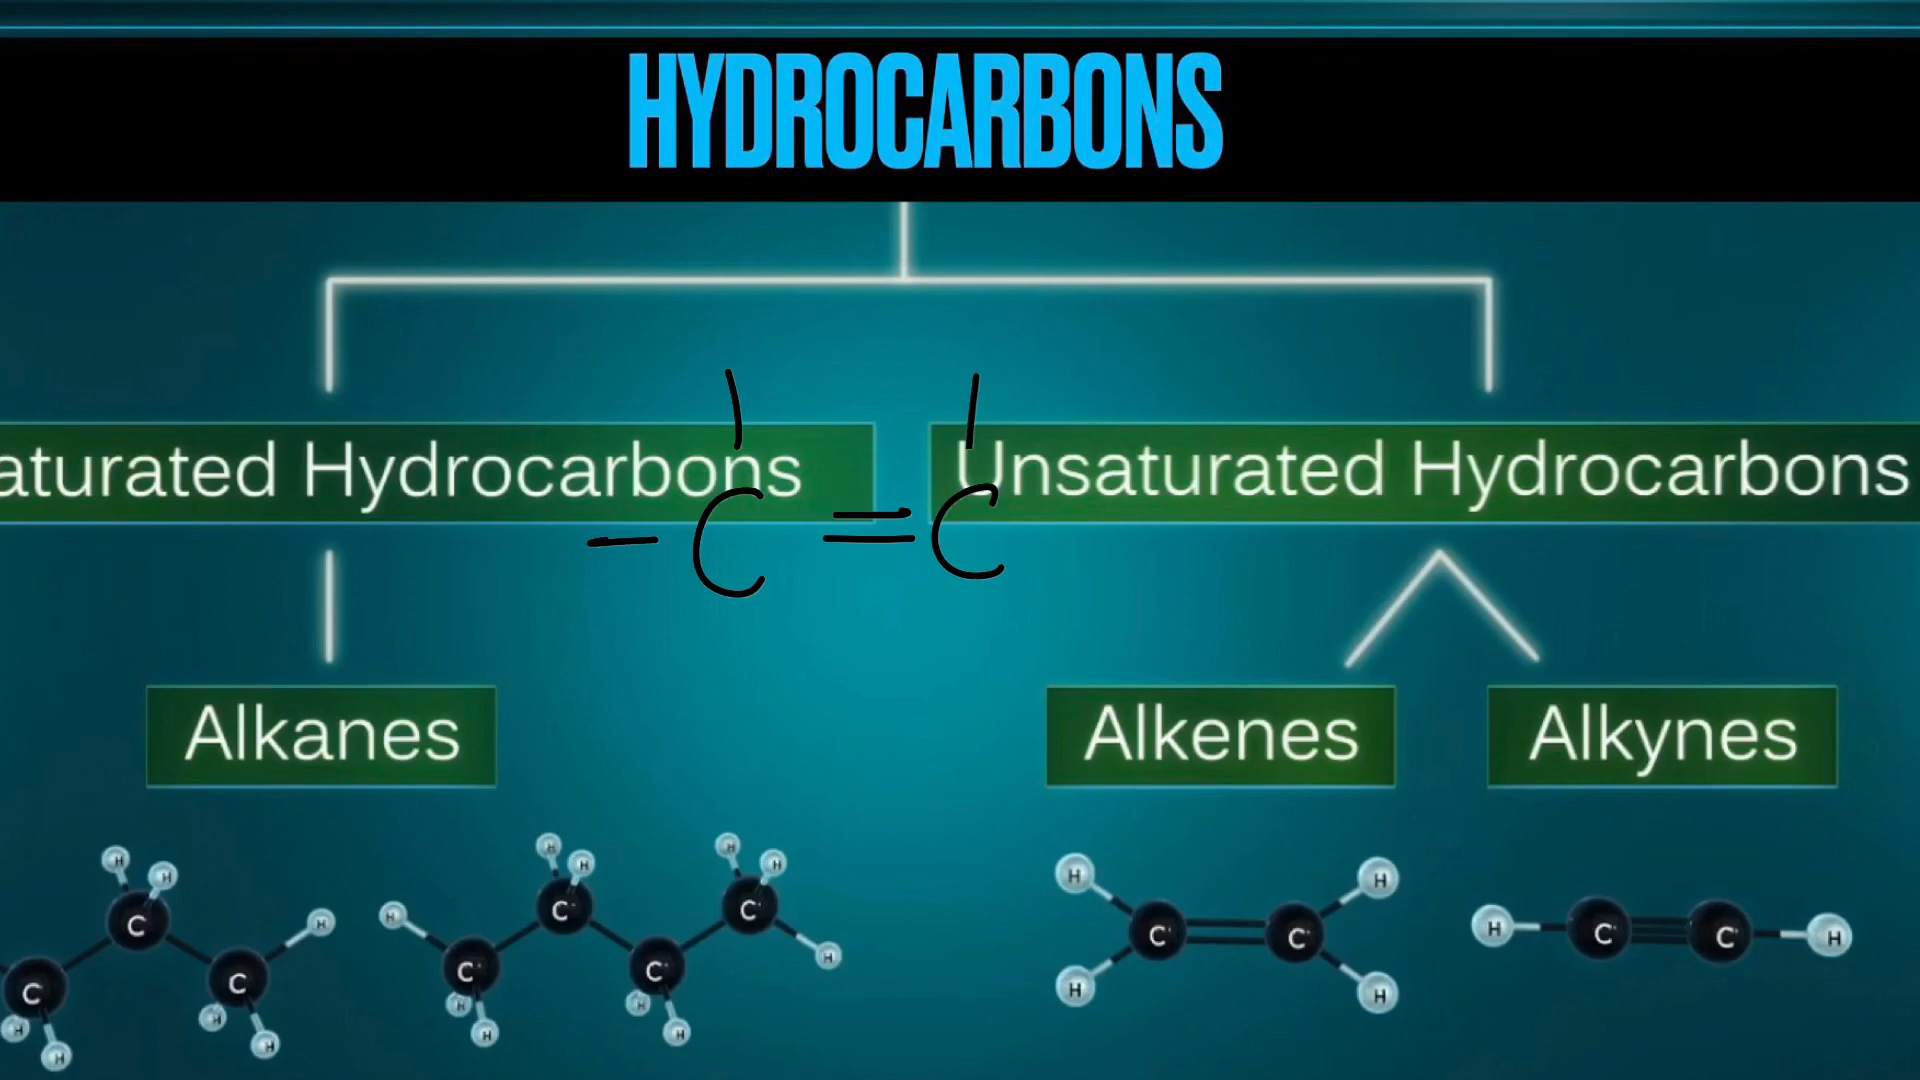 HYDROCARBONS
aturated Hydrocarbons Unsaturated Hydrocarbons
- C = C
Alkanes Alkenes Alkynes
H H H H H H H H
H H C C H C C H H C C H
C C C C H
H H H H H H H H H